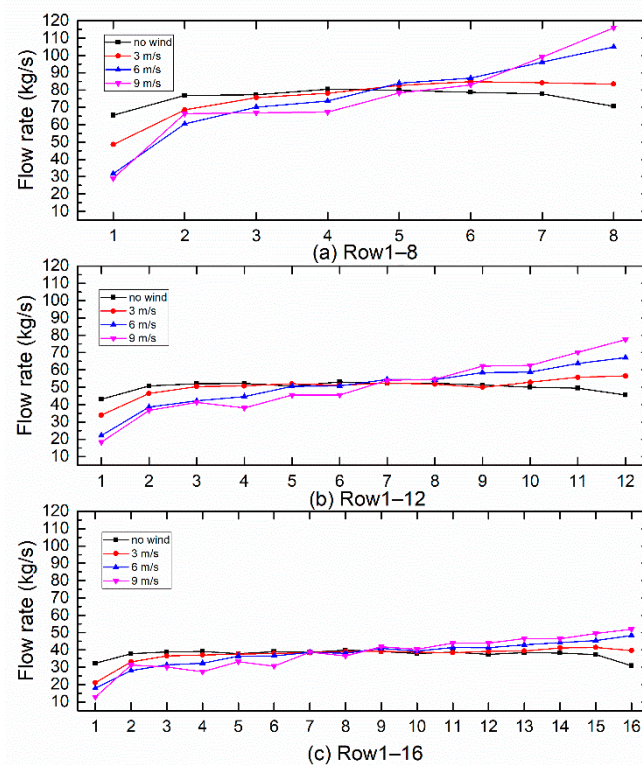 120
110
100
90
80
70
60
50
40
30
20
10
Flow rate (kg/s)
no wind
3 m/s
6 m/s
9 m/s
1 2 3 4 5 6 7 8
(a) Row1–8
120
110
100
90
80
70
60
50
40
30
20
10
Flow rate (kg/s)
no wind
3 m/s
6 m/s
9 m/s
1 2 3 4 5 6 7 8 9 10 11 12
(b) Row1–12
120
110
100
90
80
70
60
50
40
30
20
10
Flow rate (kg/s)
no wind
3 m/s
6 m/s
9 m/s
1 2 3 4 5 6 7 8 9 10 11 12 13 14 15 16
(c) Row1–16